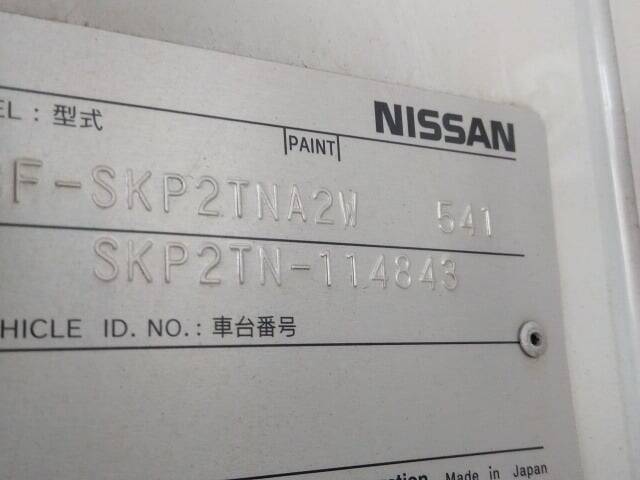 EL : 型式
NISSAN
PAINT
F-SKP2TNA2W 541
SKP2TN-114843
HICLE ID. NO. : 車台番号
Made in Japan